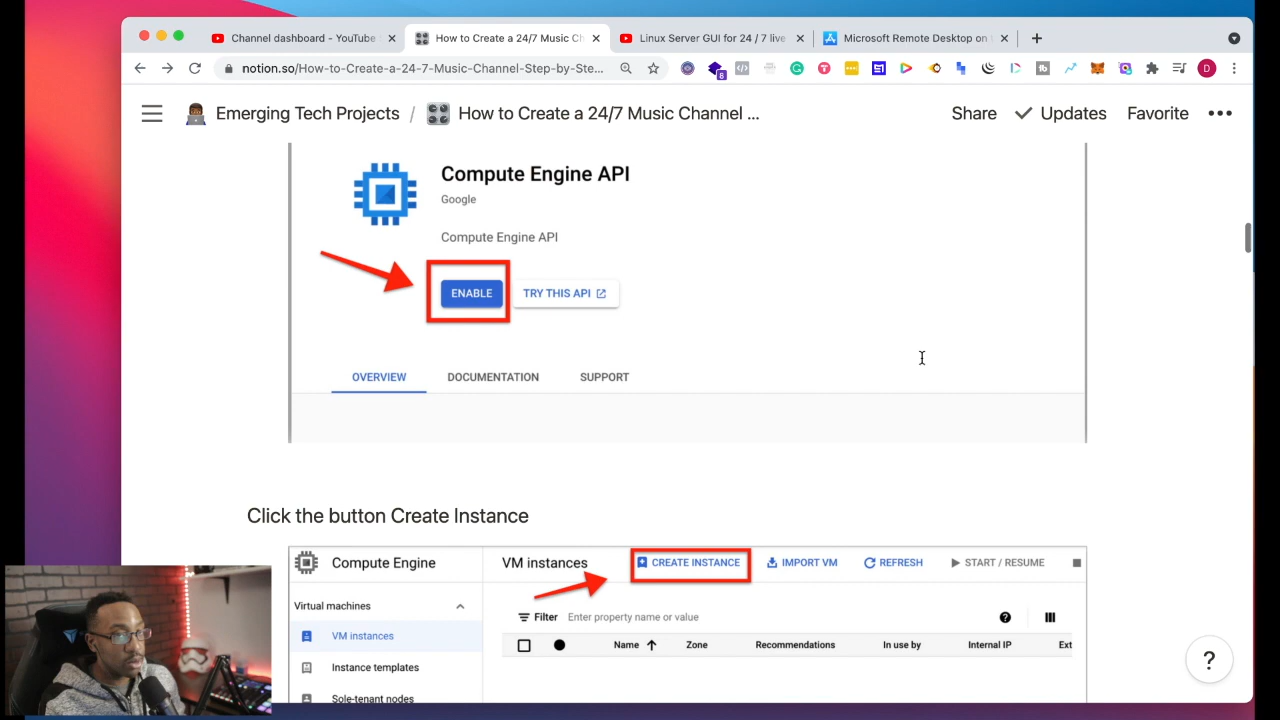 Channel dashboard - YouTube
How to Create a 24/7 Music Ch
Linux Server GUI for 24 / 7 live
Microsoft Remote Desktop on
notion.so/How-to-Create-a-24-7-Music-Channel-Step-by-Ste...
8
D
Emerging Tech Projects / How to Create a 24/7 Music Channel ...
Share
Updates
Favorite
Compute Engine API
Google
Compute Engine API
ENABLE
TRY THIS API
OVERVIEW
DOCUMENTATION
SUPPORT
Click the button Create Instance
Compute Engine
VM instances
CREATE INSTANCE
IMPORT VM
REFRESH
START / RESUME
Virtual machines
Filter Enter property name or value
VM instances
Name
Zone
Recommendations
In use by
Internal IP
Ext
Instance templates
Sole-tenant nodes
?